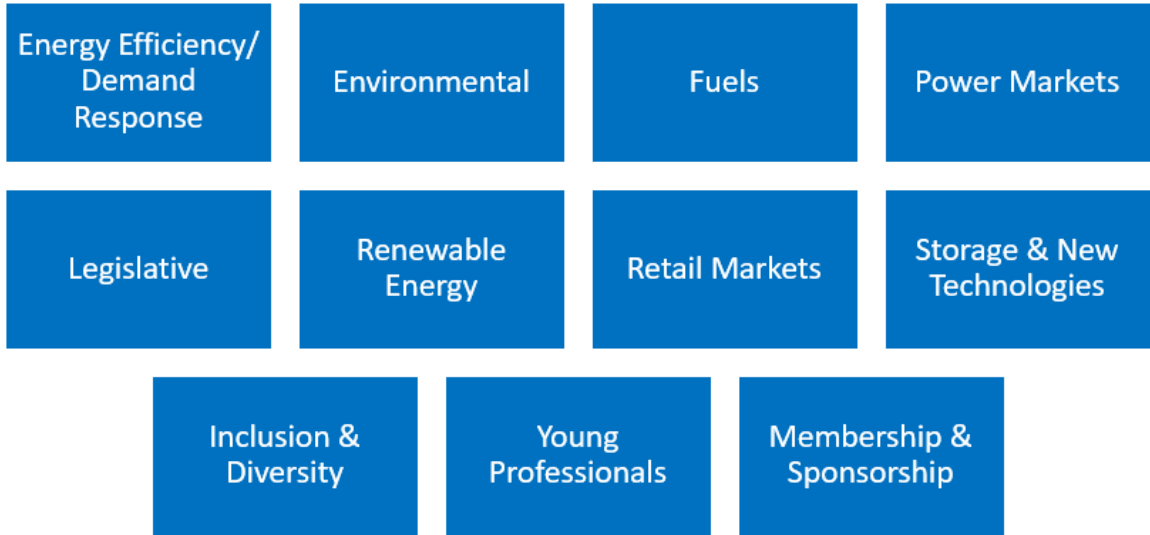 Energy Efficiency/
Demand
Response
Environmental
Fuels
Power Markets
Legislative
Renewable
Energy
Retail Markets
Storage & New
Technologies
Inclusion &
Diversity
Young
Professionals
Membership &
Sponsorship